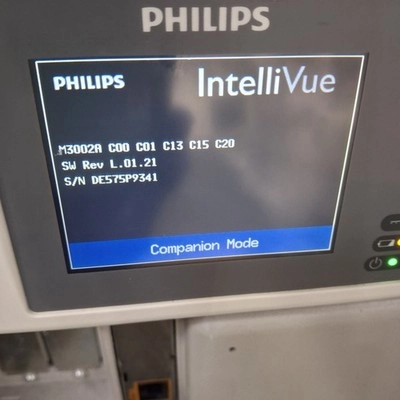 PHILIPS
PHILIPS IntelliVue
M3002A C00 C01 C13 C15 C20
SW Rev L.01.21
S/N DE575P9341
Companion Mode